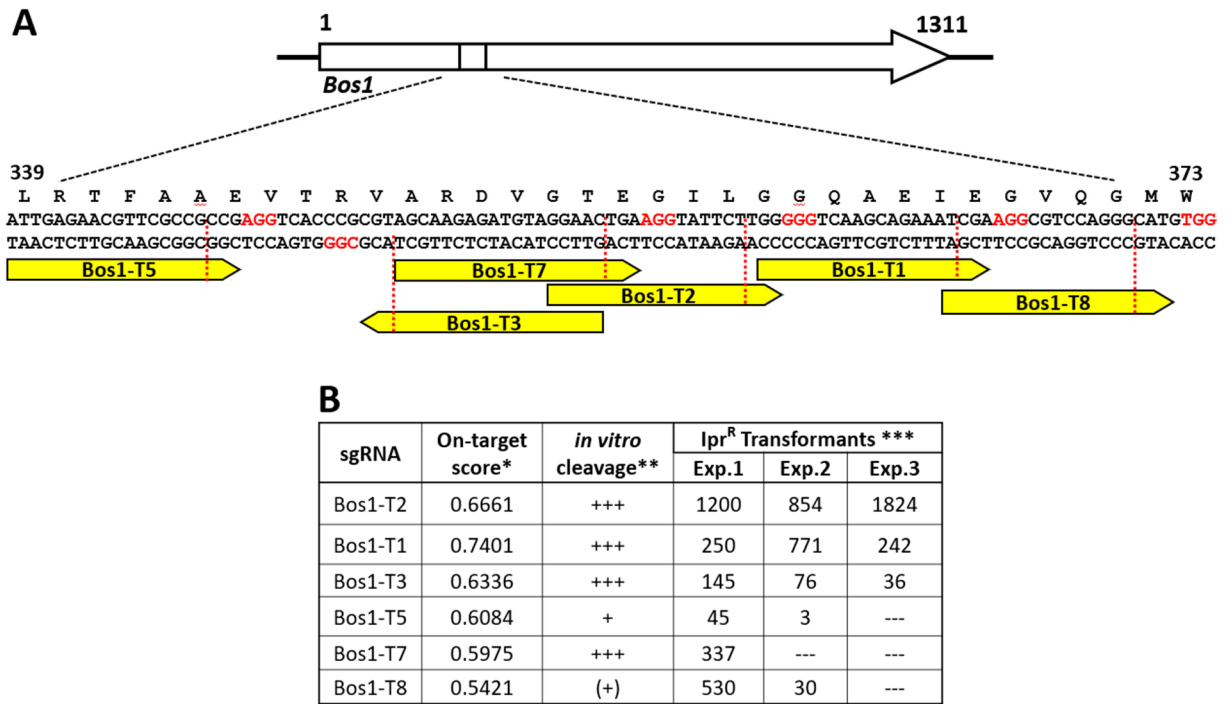 A
1
1311
Bos1
339
373
L R T F A A E V T R V A R D V G T E G I L G G Q A E I E G V Q G M W
ATTGAGAACGTTCGCCGCCGAGGTCACCCGCGTAGCAAGAGATGTAGGAACTGAAGGTATTCTTGGGGGTCAAGCAGAAATCGAAGGCGTCCAGGGCATGTGG
TAACTCTTGCAAGCGGCGGCTCCAGTGGGCGCATCGTTCTCTACATCCTTGACTTCCATAAGAACCCCCAGTTCGTCTTTAGCTTCCGCAGGTCCCGTACACC
Bos1-T5
Bos1-T7
Bos1-T1
Bos1-T2
Bos1-T8
Bos1-T3
B
sgRNA
On-target score*
in vitro cleavage**
Ipr^R Transformants ***
Exp.1 Exp.2 Exp.3
Bos1-T2 0.6661 +++ 1200 854 1824
Bos1-T1 0.7401 +++ 250 771 242
Bos1-T3 0.6336 +++ 145 76 36
Bos1-T5 0.6084 + 45 3 ---
Bos1-T7 0.5975 +++ 337 --- ---
Bos1-T8 0.5421 (+) 530 30 ---